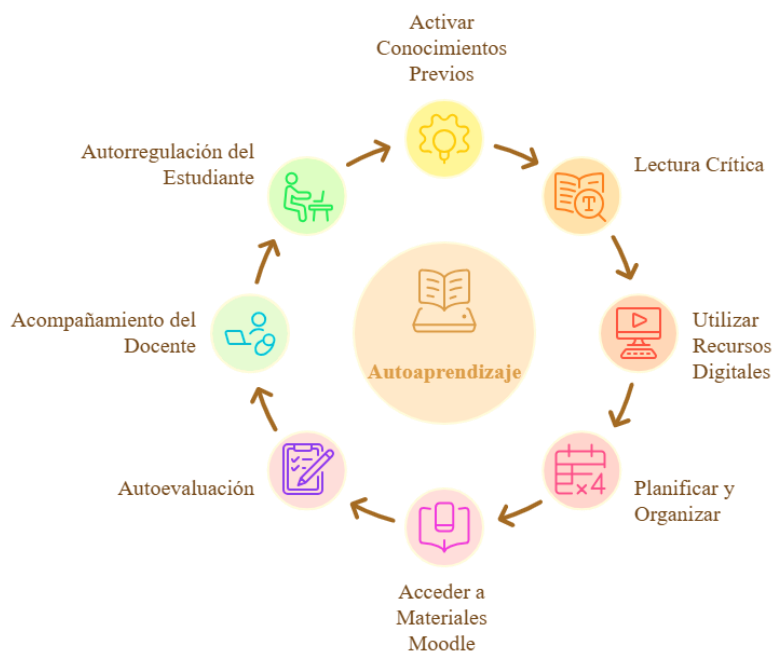 Activar
Conocimientos
Previos
Lectura Crítica
Utilizar
Recursos
Digitales
Planificar y
Organizar
×4
Acceder a
Materiales
Moodle
Autoevaluación
Acompañamiento del
Docente
Autorregulación del
Estudiante
T
Autoaprendizaje